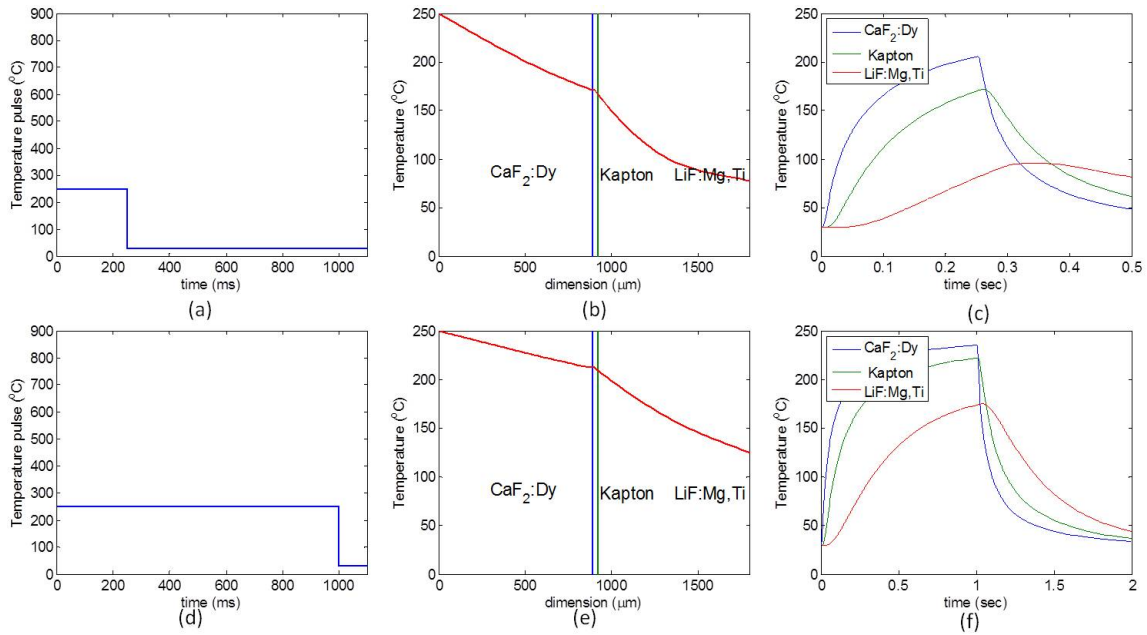 900
800
700
600
500
400
300
200
100
0
Temperature pulse (°C)
0 200 400 600 800 1000
time (ms)
(a)
250
200
150
100
50
0
Temperature (°C)
CaF₂:Dy Kapton LiF:Mg,Ti
0 500 1000 1500
dimension (μm)
(b)
250
200
150
100
50
0
Temperature (°C)
CaF₂:Dy
Kapton
LiF:Mg,Ti
0 0.1 0.2 0.3 0.4 0.5
time (sec)
(c)
900
800
700
600
500
400
300
200
100
0
Temperature pulse (°C)
0 200 400 600 800 1000
time (ms)
(d)
250
200
150
100
50
0
Temperature (°C)
CaF₂:Dy Kapton LiF:Mg,Ti
0 500 1000 1500
dimension (μm)
(e)
250
200
150
100
50
0
Temperature (°C)
CaF₂:Dy
Kapton
LiF:Mg,Ti
0 0.5 1 1.5 2
time (sec)
(f)